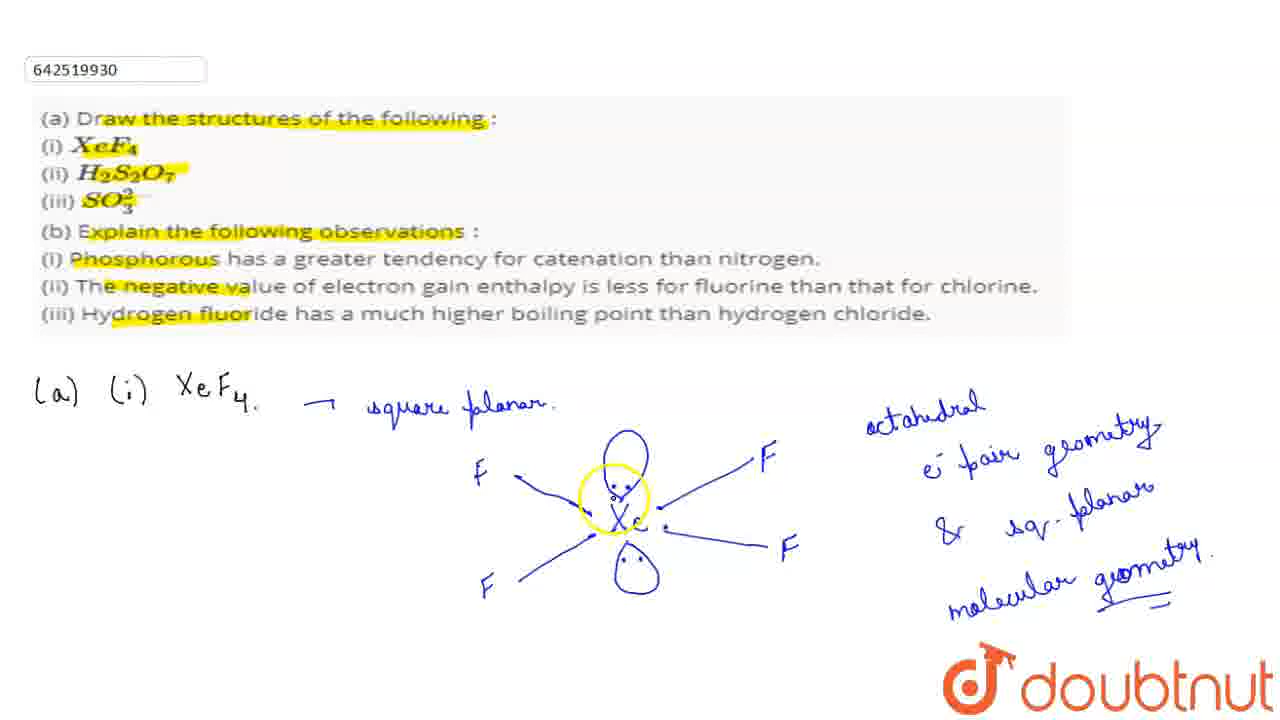 642519930
(a) Draw the structures of the following :
(i) XeF₄
(ii) H₂S₂O₇
(iii) SO₃²
(b) Explain the following observations :
(i) Phosphorous has a greater tendency for catenation than nitrogen.
(ii) The negative value of electron gain enthalpy is less for fluorine than that for chlorine.
(iii) Hydrogen fluoride has a much higher boiling point than hydrogen chloride.
(a) (i) XeF₄. → square planar.
F F
Xe
F F
octahedral
e⁻ pair geometry
& sq. planar
molecular geometry.
doubtnut